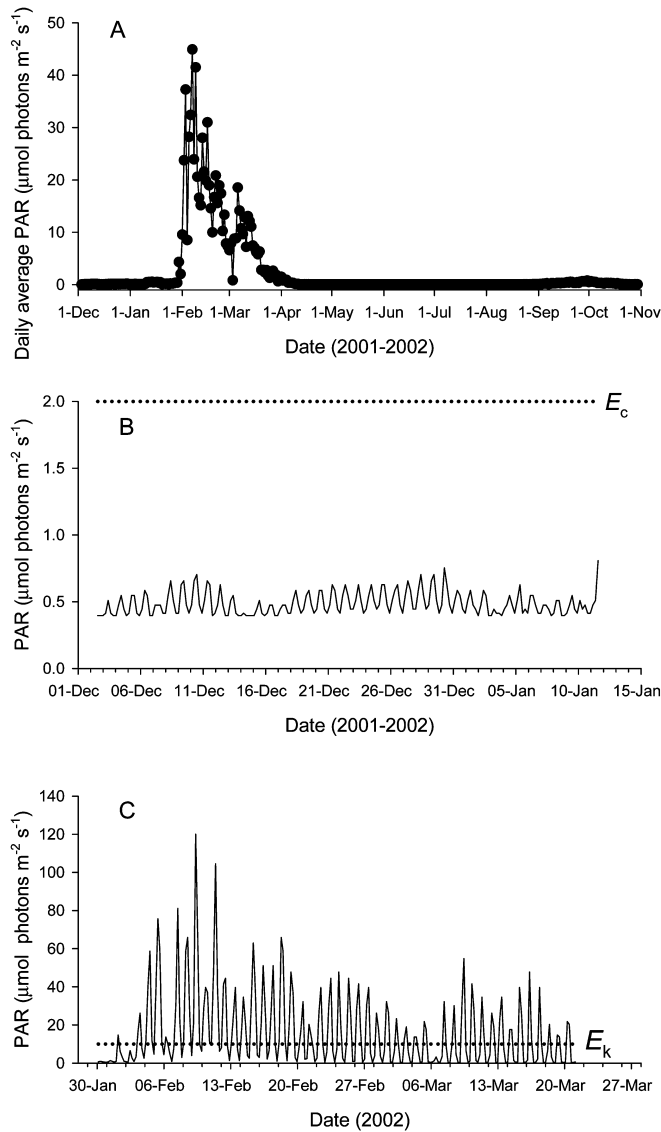 A
Daily average PAR (µmol photons m-2 s-1)
50
40
30
20
10
0
1-Dec 1-Jan 1-Feb 1-Mar 1-Apr 1-May 1-Jun 1-Jul 1-Aug 1-Sep 1-Oct 1-Nov
Date (2001-2002)
B
PAR (µmol photons m-2 s-1)
2.0
1.5
1.0
0.5
0.0
Ec
01-Dec 06-Dec 11-Dec 16-Dec 21-Dec 26-Dec 31-Dec 05-Jan 10-Jan 15-Jan
Date (2001-2002)
C
PAR (µmol photons m-2 s-1)
140
120
100
80
60
40
20
0
Ek
30-Jan 06-Feb 13-Feb 20-Feb 27-Feb 06-Mar 13-Mar 20-Mar 27-Mar
Date (2002)